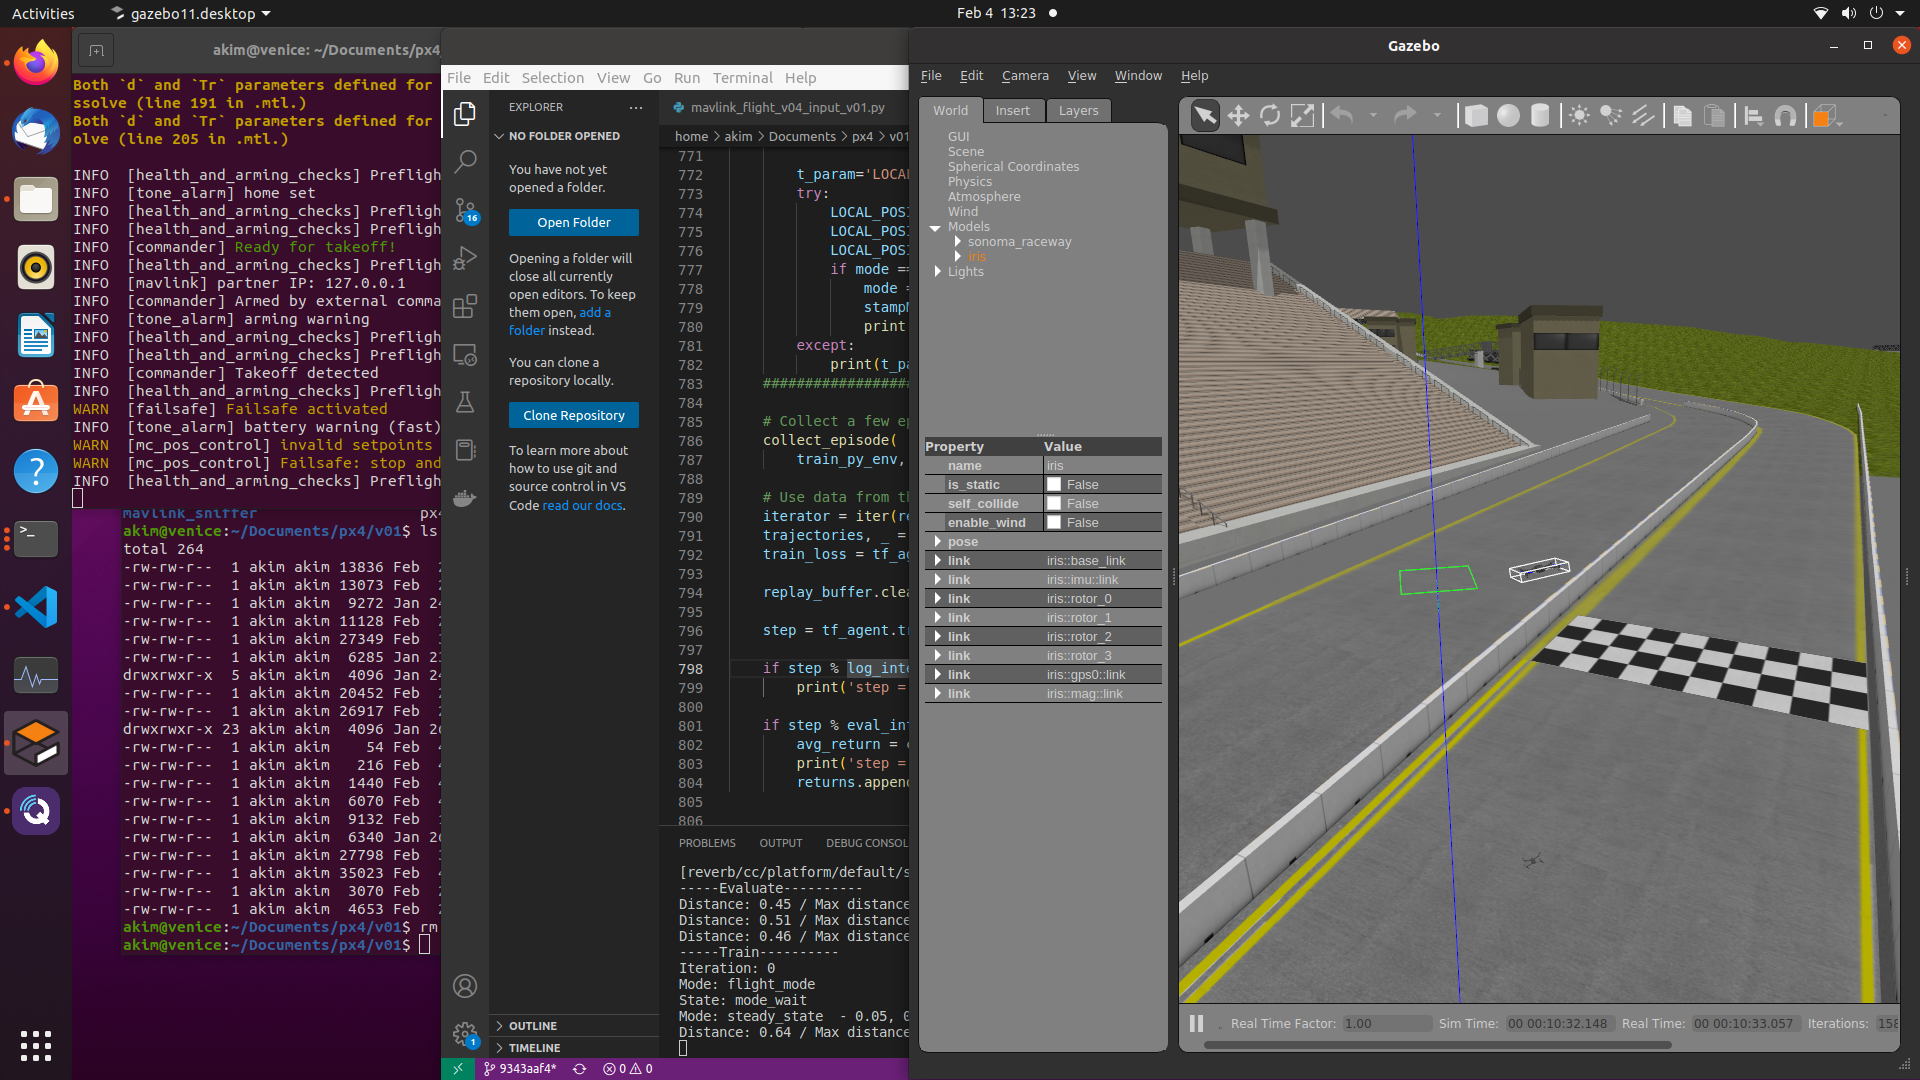 Activities
gazebo11.desktop
Feb 4 13:23
akim@venice: ~/Documents/px4
Both `d` and `Tr` parameters defined for
ssolve (line 191 in .mtl.)
Both `d` and `Tr` parameters defined for
olve (line 205 in .mtl.)
INFO [health_and_arming_checks] Prefligh
INFO [tone_alarm] home set
INFO [health_and_arming_checks] Prefligh
INFO [health_and_arming_checks] Prefligh
INFO [commander] Ready for takeoff!
INFO [health_and_arming_checks] Prefligh
INFO [mavlink] partner IP: 127.0.0.1
INFO [commander] Armed by external comma
INFO [tone_alarm] arming warning
INFO [health_and_arming_checks] Prefligh
INFO [health_and_arming_checks] Prefligh
INFO [commander] Takeoff detected
INFO [health_and_arming_checks] Prefligh
WARN [failsafe] Failsafe activated
INFO [tone_alarm] battery warning (fast)
WARN [mc_pos_control] invalid setpoints
WARN [mc_pos_control] Failsafe: stop and
INFO [health_and_arming_checks] Prefligh
mavlink_sniffer px4
akim@venice:~/Documents/px4/v01$ ls
total 264
-rw-rw-r-- 1 akim akim 13836 Feb
-rw-rw-r-- 1 akim akim 13073 Feb
-rw-rw-r-- 1 akim akim 9272 Jan 24
-rw-rw-r-- 1 akim akim 11128 Feb
-rw-rw-r-- 1 akim akim 27349 Feb
-rw-rw-r-- 1 akim akim 6285 Jan
drwxrwxr-x 5 akim akim 4096 Jan 24
-rw-rw-r-- 1 akim akim 20452 Feb
-rw-rw-r-- 1 akim akim 26917 Feb
drwxrwxr-x 23 akim akim 4096 Jan
-rw-rw-r-- 1 akim akim 54 Feb
-rw-rw-r-- 1 akim akim 216 Feb
-rw-rw-r-- 1 akim akim 1440 Feb
-rw-rw-r-- 1 akim akim 6070 Feb
-rw-rw-r-- 1 akim akim 9132 Feb
-rw-rw-r-- 1 akim akim 6340 Jan
-rw-rw-r-- 1 akim akim 27798 Feb
-rw-rw-r-- 1 akim akim 35023 Feb
-rw-rw-r-- 1 akim akim 3070 Feb
-rw-rw-r-- 1 akim akim 4653 Feb
akim@venice:~/Documents/px4/v01$ rm
akim@venice:~/Documents/px4/v01$
File Edit Selection View Go Run Terminal Help
EXPLORER
NO FOLDER OPENED
You have not yet
opened a folder.
Open Folder
Opening a folder will
close all currently
open editors. To keep
them open, add a
folder instead.
You can clone a
repository locally.
Clone Repository
To learn more about
how to use git and
source control in VS
Code read our docs.
OUTLINE
TIMELINE
16
1
9343aaf4*
0 0
mavlink_flight_v04_input_v01.py
home > akim > Documents > px4 > v01
771
772 t_param='LOCAL
773 try:
774 LOCAL_POSI
775 LOCAL_POSI
776 LOCAL_POSI
777 if mode ==
778 mode =
779 stampM
780 print
781 except:
782 print(t_pa
783 ##################
784
785 # Collect a few ep
786 collect_episode(
787 train_py_env,
788
789 # Use data from th
790 iterator = iter(re
791 trajectories, _ =
792 train_loss = tf_ag
793
794 replay_buffer.clea
795
796 step = tf_agent.tr
797
798 if step % log_inte
799 print('step =
800
801 if step % eval_int
802 avg_return = e
803 print('step =
804 returns.append
805
806
PROBLEMS OUTPUT DEBUG CONSOL
[reverb/cc/platform/default/s
-----Evaluate----------
Distance: 0.45 / Max distance
Distance: 0.51 / Max distance
Distance: 0.46 / Max distance
-----Train----------
Iteration: 0
Mode: flight_mode
State: mode_wait
Mode: steady_state - 0.05, 0
Distance: 0.64 / Max distance
Gazebo
File Edit Camera View Window Help
World Insert Layers
GUI
Scene
Spherical Coordinates
Physics
Atmosphere
Wind
Models
sonoma_raceway
iris
Lights
Property Value
name iris
is_static False
self_collide False
enable_wind False
pose
link iris::base_link
link iris::imu::link
link iris::rotor_0
link iris::rotor_1
link iris::rotor_2
link iris::rotor_3
link iris::gps0::link
link iris::mag::link
Real Time Factor: 1.00 Sim Time: 00 00:10:32.148 Real Time: 00 00:10:33.057 Iterations: 158